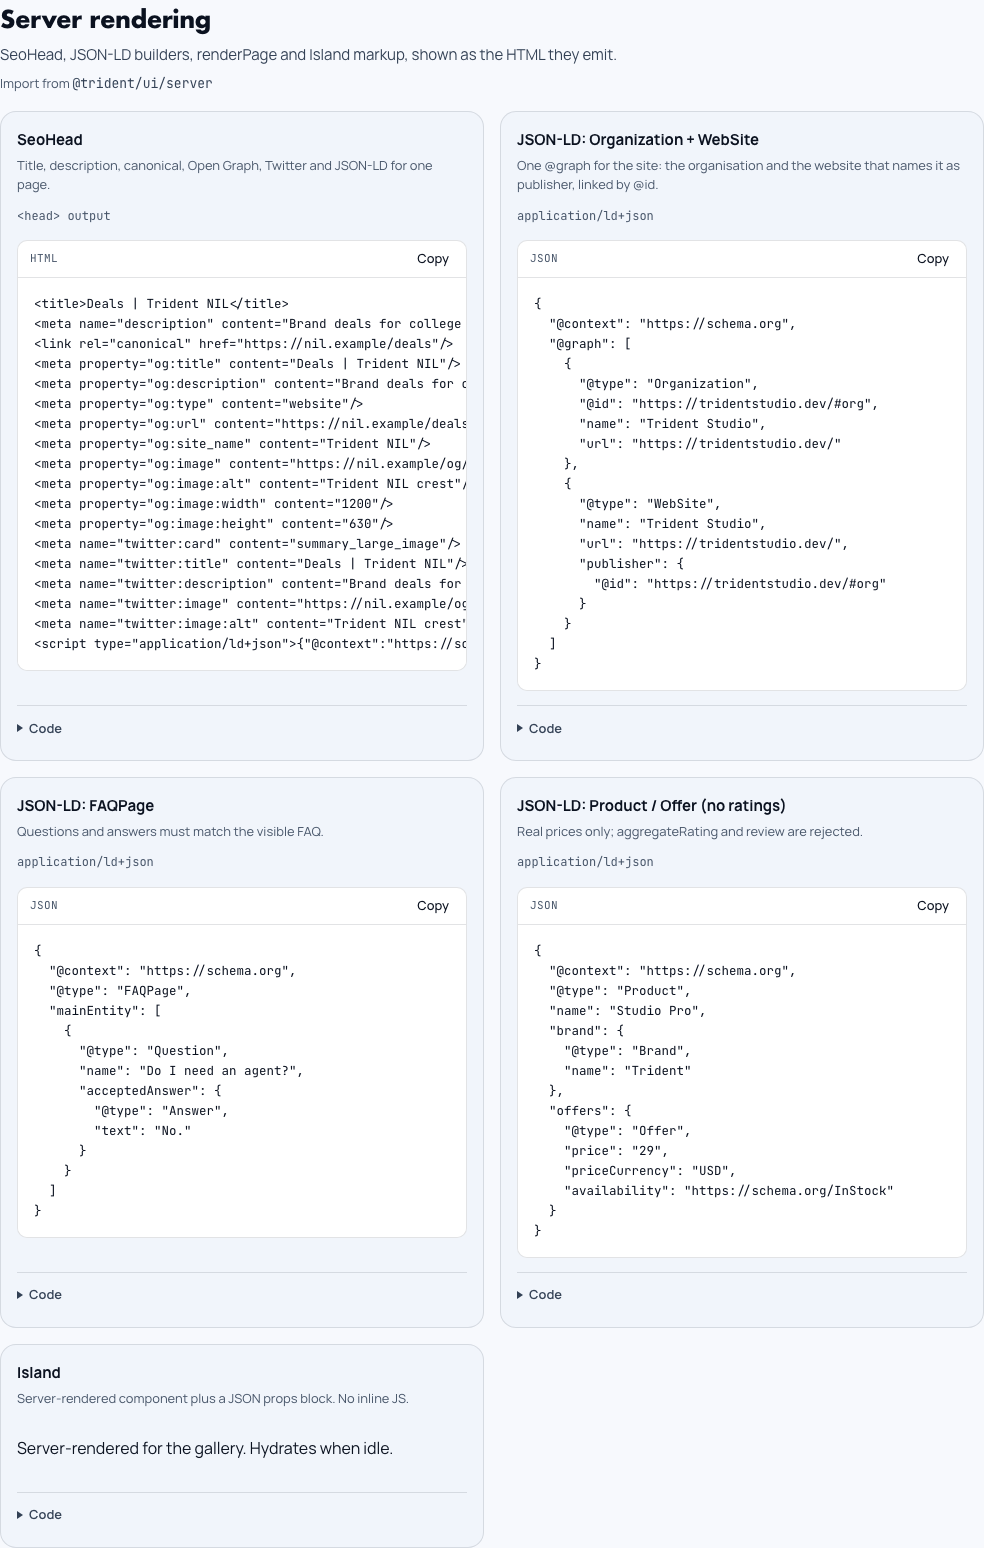 Server rendering
SeoHead, JSON-LD builders, renderPage and Island markup, shown as the HTML they emit.
Import from @trident/ui/server
SeoHead
Title, description, canonical, Open Graph, Twitter and JSON-LD for one
page.
<head> output
HTML
Copy
<title>Deals | Trident NIL</title>
<meta name="description" content="Brand deals for college
<link rel="canonical" href="https://nil.example/deals"/>
<meta property="og:title" content="Deals | Trident NIL"/>
<meta property="og:description" content="Brand deals for c
<meta property="og:type" content="website"/>
<meta property="og:url" content="https://nil.example/deals
<meta property="og:site_name" content="Trident NIL"/>
<meta property="og:image" content="https://nil.example/og/
<meta property="og:image:alt" content="Trident NIL crest"/
<meta property="og:image:width" content="1200"/>
<meta property="og:image:height" content="630"/>
<meta name="twitter:card" content="summary_large_image"/>
<meta name="twitter:title" content="Deals | Trident NIL"/>
<meta name="twitter:description" content="Brand deals for
<meta name="twitter:image" content="https://nil.example/og
<meta name="twitter:image:alt" content="Trident NIL crest"
<script type="application/ld+json">{"@context":"https://sc
Code
JSON-LD: Organization + WebSite
One @graph for the site: the organisation and the website that names it as
publisher, linked by @id.
application/ld+json
JSON
Copy
{
  "@context": "https://schema.org",
  "@graph": [
    {
      "@type": "Organization",
      "@id": "https://tridentstudio.dev/#org",
      "name": "Trident Studio",
      "url": "https://tridentstudio.dev/"
    },
    {
      "@type": "WebSite",
      "name": "Trident Studio",
      "url": "https://tridentstudio.dev/",
      "publisher": {
        "@id": "https://tridentstudio.dev/#org"
      }
    }
  ]
}
Code
JSON-LD: FAQPage
Questions and answers must match the visible FAQ.
application/ld+json
JSON
Copy
{
  "@context": "https://schema.org",
  "@type": "FAQPage",
  "mainEntity": [
    {
      "@type": "Question",
      "name": "Do I need an agent?",
      "acceptedAnswer": {
        "@type": "Answer",
        "text": "No."
      }
    }
  ]
}
Code
JSON-LD: Product / Offer (no ratings)
Real prices only; aggregateRating and review are rejected.
application/ld+json
JSON
Copy
{
  "@context": "https://schema.org",
  "@type": "Product",
  "name": "Studio Pro",
  "brand": {
    "@type": "Brand",
    "name": "Trident"
  },
  "offers": {
    "@type": "Offer",
    "price": "29",
    "priceCurrency": "USD",
    "availability": "https://schema.org/InStock"
  }
}
Code
Island
Server-rendered component plus a JSON props block. No inline JS.
Server-rendered for the gallery. Hydrates when idle.
Code